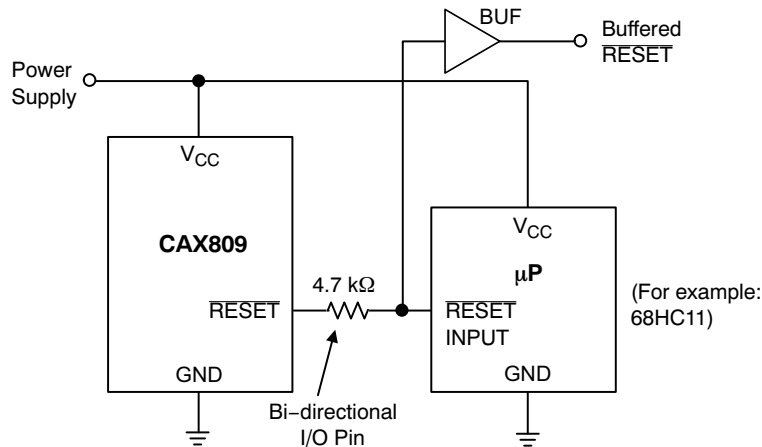 BUF
Buffered
RESET
Power
Supply
VCC
CAX809
RESET
GND
4.7 kΩ
Bi−directional
I/O Pin
VCC
μP
RESET
INPUT
GND
(For example:
68HC11)